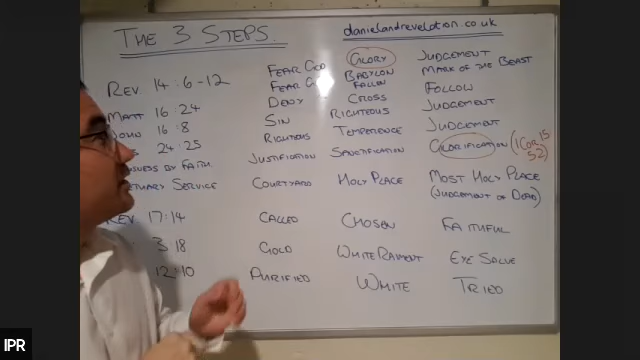 THE 3 STEPS.
danielandrevelation.co.uk
FEAR GOD GLORY JUDGEMENT
REV. 14:6-12 FEAR G BABYLON FALLEN MARK OF THE BEAST
MATT 16:24 DENY CROSS FOLLOW
JOHN 16:8 SIN RIGHTEOUS JUDGEMENT
24:25 RIGHTEOUS TEMPERENCE JUDGEMENT
BY FAITH JUSTIFICATION SANCTIFICATION GLORIFICATION (1 COR 15 52)
SERVICE COURTYARD HOLY PLACE MOST HOLY PLACE
(JUDGEMENT OF DEAD)
REV. 17:14 CALLED CHOSEN FAITHFUL
3:18 GOLD WHITE RAIMENT EYE SALVE
12:10 PURIFIED WHITE TRIED
IPR